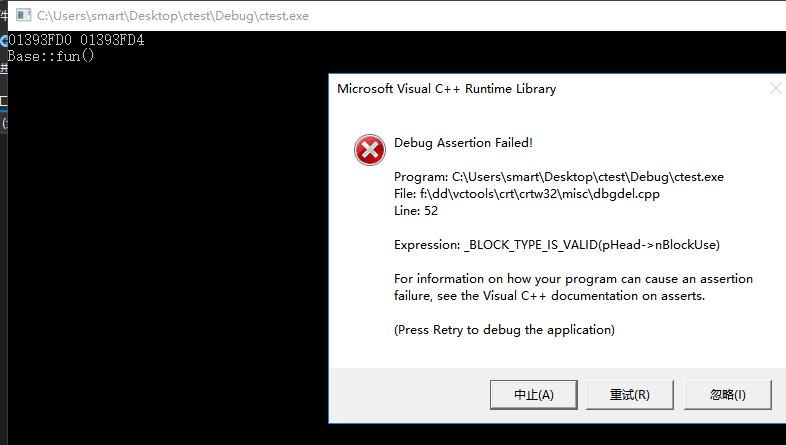 C:\Users\smart\Desktop\ctest\Debug\ctest.exe
01393FD0 01393FD4
Base::fun()
Microsoft Visual C++ Runtime Library
Debug Assertion Failed!
Program: C:\Users\smart\Desktop\ctest\Debug\ctest.exe
File: f:\dd\vctools\crt\crtw32\misc\dbgdel.cpp
Line: 52
Expression: _BLOCK_TYPE_IS_VALID(pHead->nBlockUse)
For information on how your program can cause an assertion
failure, see the Visual C++ documentation on asserts.
(Press Retry to debug the application)
中止(A) 重试(R) 忽略(I)